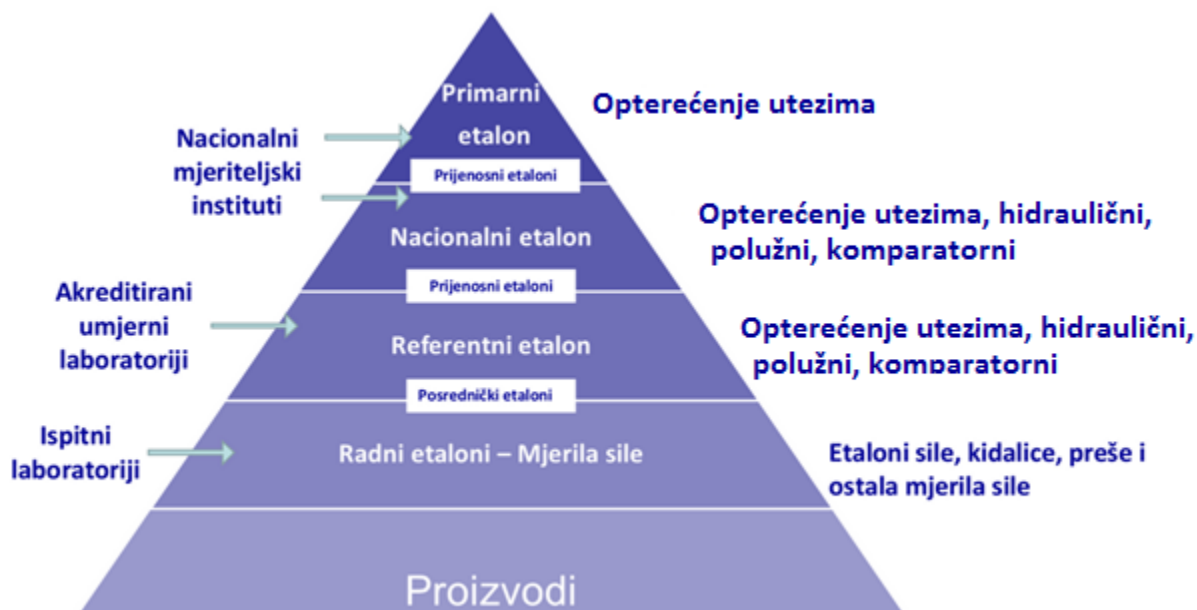 Primarni
etalon
Opterećenje utezima
Nacionalni
mjeriteljski
instituti
Prijenosni etaloni
Nacionalni etalon
Opterećenje utezima, hidraulični,
polužni, komparatorni
Prijenosni etaloni
Akreditirani
umjerni
laboratoriji
Referentni etalon
Opterećenje utezima, hidraulični,
polužni, komparatorni
Posrednički etaloni
Ispitni
laboratoriji
Radni etaloni – Mjerila sile
Etaloni sile, kidalice, preše i
ostala mjerila sile
Proizvodi